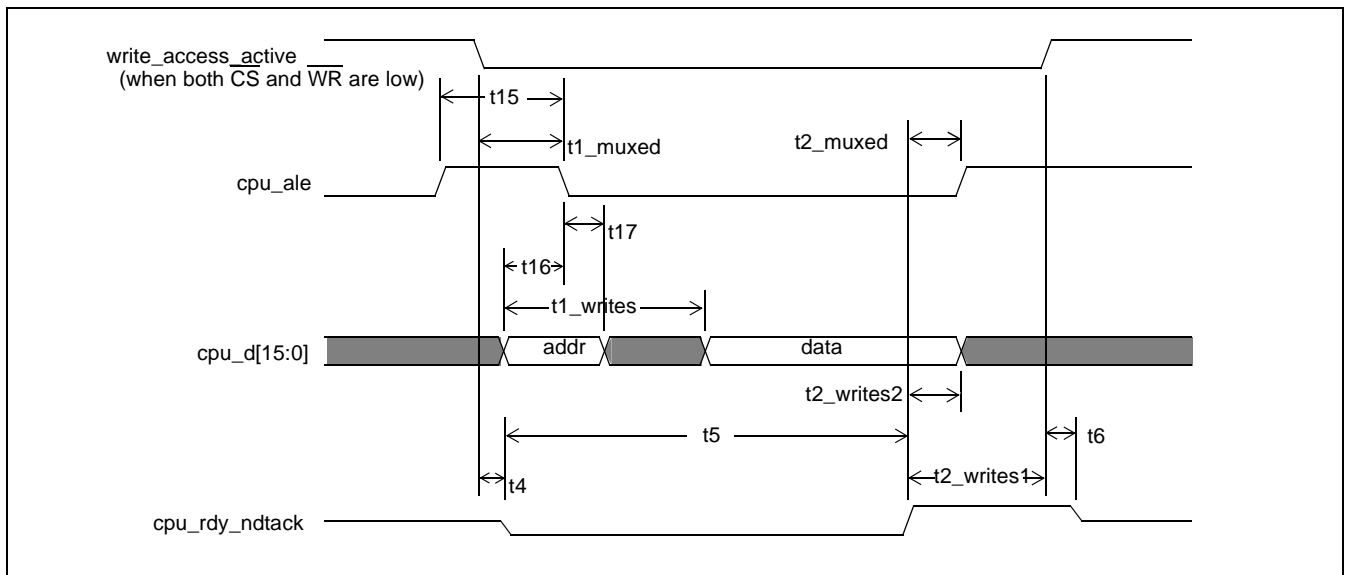 write_access_active
(when both CS and WR are low)
t15
t1_muxed
t2_muxed
cpu_ale
t17
t16
t1_writes
cpu_d[15:0]
addr
data
t2_writes2
t5
t6
t4
t2_writes1
cpu_rdy_ndtack